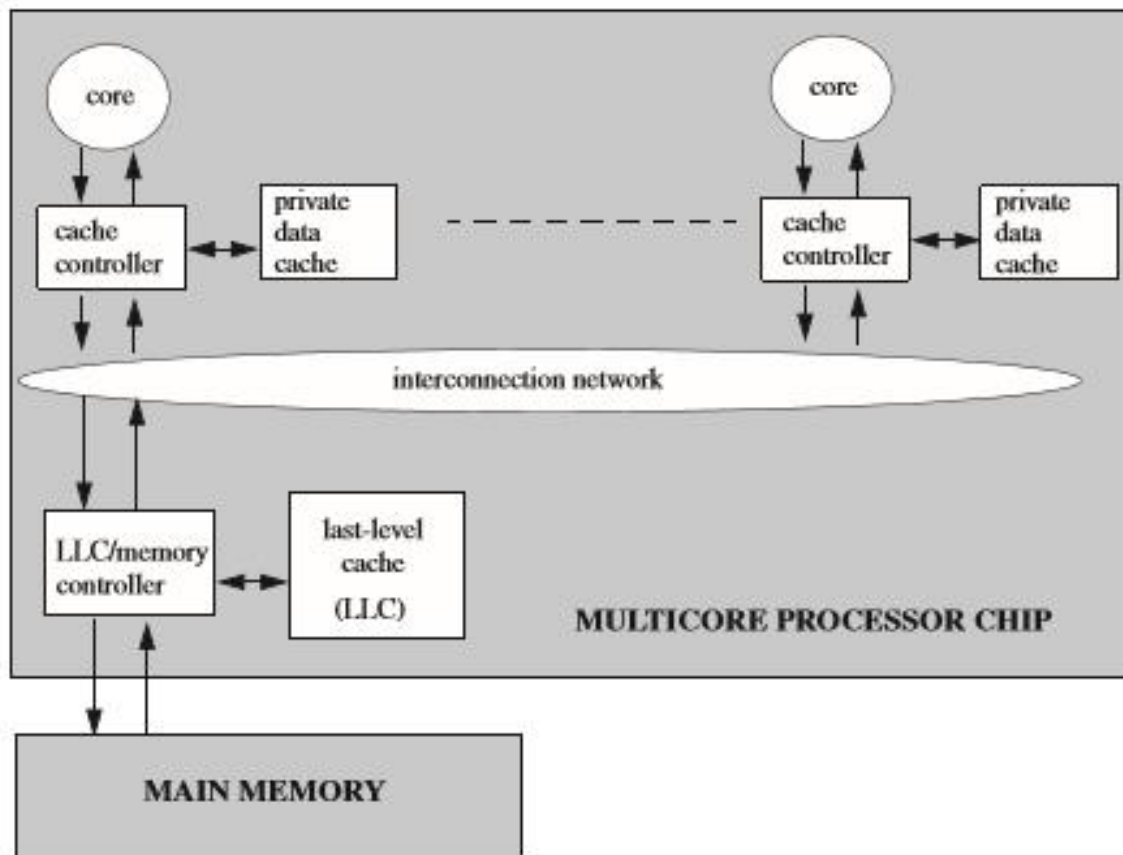 core
core
cache
controller
private
data
cache
cache
controller
private
data
cache
interconnection network
LLC/memory
controller
last-level
cache
(LLC)
MULTICORE PROCESSOR CHIP
MAIN MEMORY